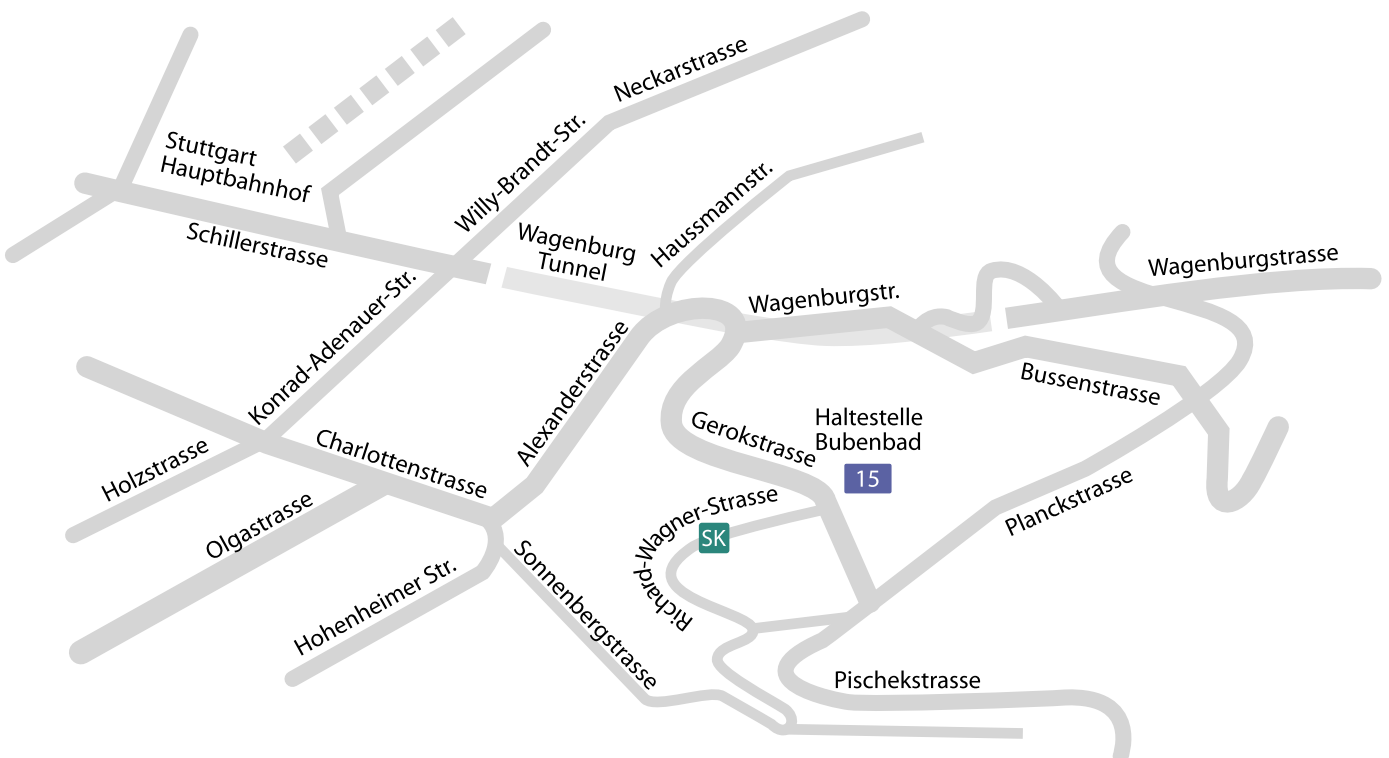 Neckarstrasse
Willy-Brandt-Str.
Stuttgart
Hauptbahnhof
Schillerstrasse
Wagenburg
Tunnel
Haussmannstr.
Wagenburgstrasse
Wagenburgstr.
Konrad-Adenauer-Str.
Alexanderstrasse
Bussenstrasse
Gerokstrasse
Haltestelle
Bubenbad
15
Charlottenstrasse
Holzstrasse
Olgastrasse
Richard-Wagner-Strasse
SK
Planckstrasse
Hohenheimer Str.
Sonnenbergstrasse
Pischekstrasse